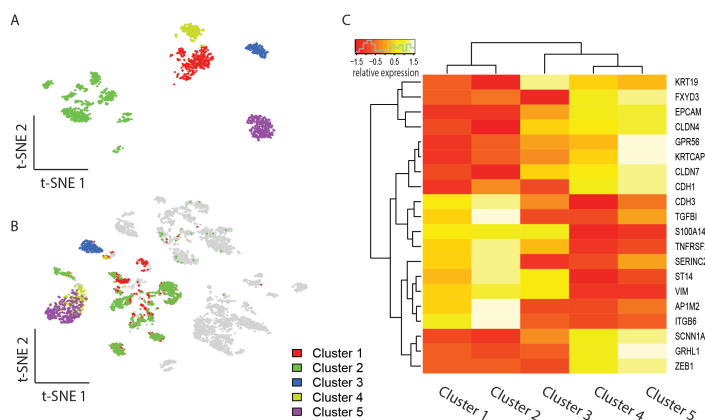 A
t-SNE 2
t-SNE 1
B
t-SNE 2
t-SNE 1
Cluster 1
Cluster 2
Cluster 3
Cluster 4
Cluster 5
C
-1.5 -0.5 0.5 1.5
relative expression
KRT19
FXYD3
EPCAM
CLDN4
GPR56
KRTCAP
CLDN7
CDH1
CDH3
TGFBI
S100A14
TNFRSF
SERINC2
ST14
VIM
AP1M2
ITGB6
SCNN1A
GRHL1
ZEB1
Cluster 1
Cluster 2
Cluster 3
Cluster 4
Cluster 5